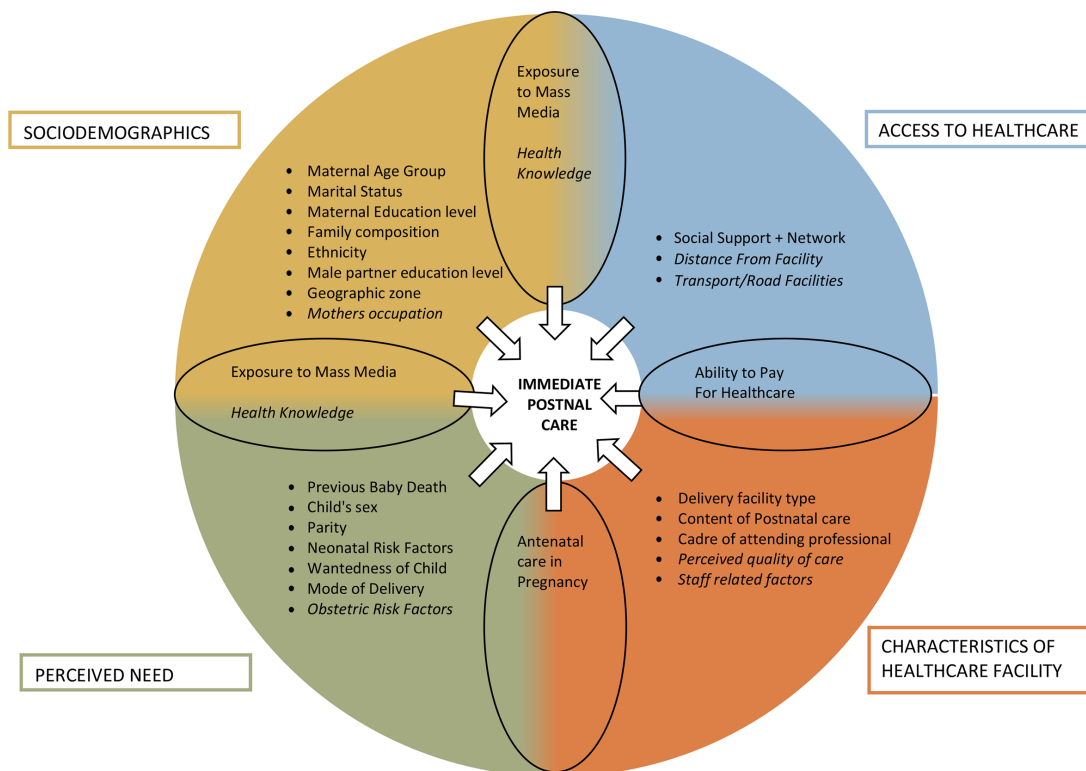 SOCIODEMOGRAPHICS
Exposure
to Mass
Media
Health
Knowledge
ACCESS TO HEALTHCARE
• Maternal Age Group
• Marital Status
• Maternal Education level
• Family composition
• Ethnicity
• Male partner education level
• Geographic zone
• Mothers occupation
• Social Support + Network
• Distance From Facility
• Transport/Road Facilities
Exposure to Mass Media
Health Knowledge
IMMEDIATE
POSTNAL
CARE
Ability to Pay
For Healthcare
• Previous Baby Death
• Child's sex
• Parity
• Neonatal Risk Factors
• Wantedness of Child
• Mode of Delivery
• Obstetric Risk Factors
Antenatal
care in
Pregnancy
• Delivery facility type
• Content of Postnatal care
• Cadre of attending professional
• Perceived quality of care
• Staff related factors
PERCEIVED NEED
CHARACTERISTICS OF
HEALTHCARE FACILITY